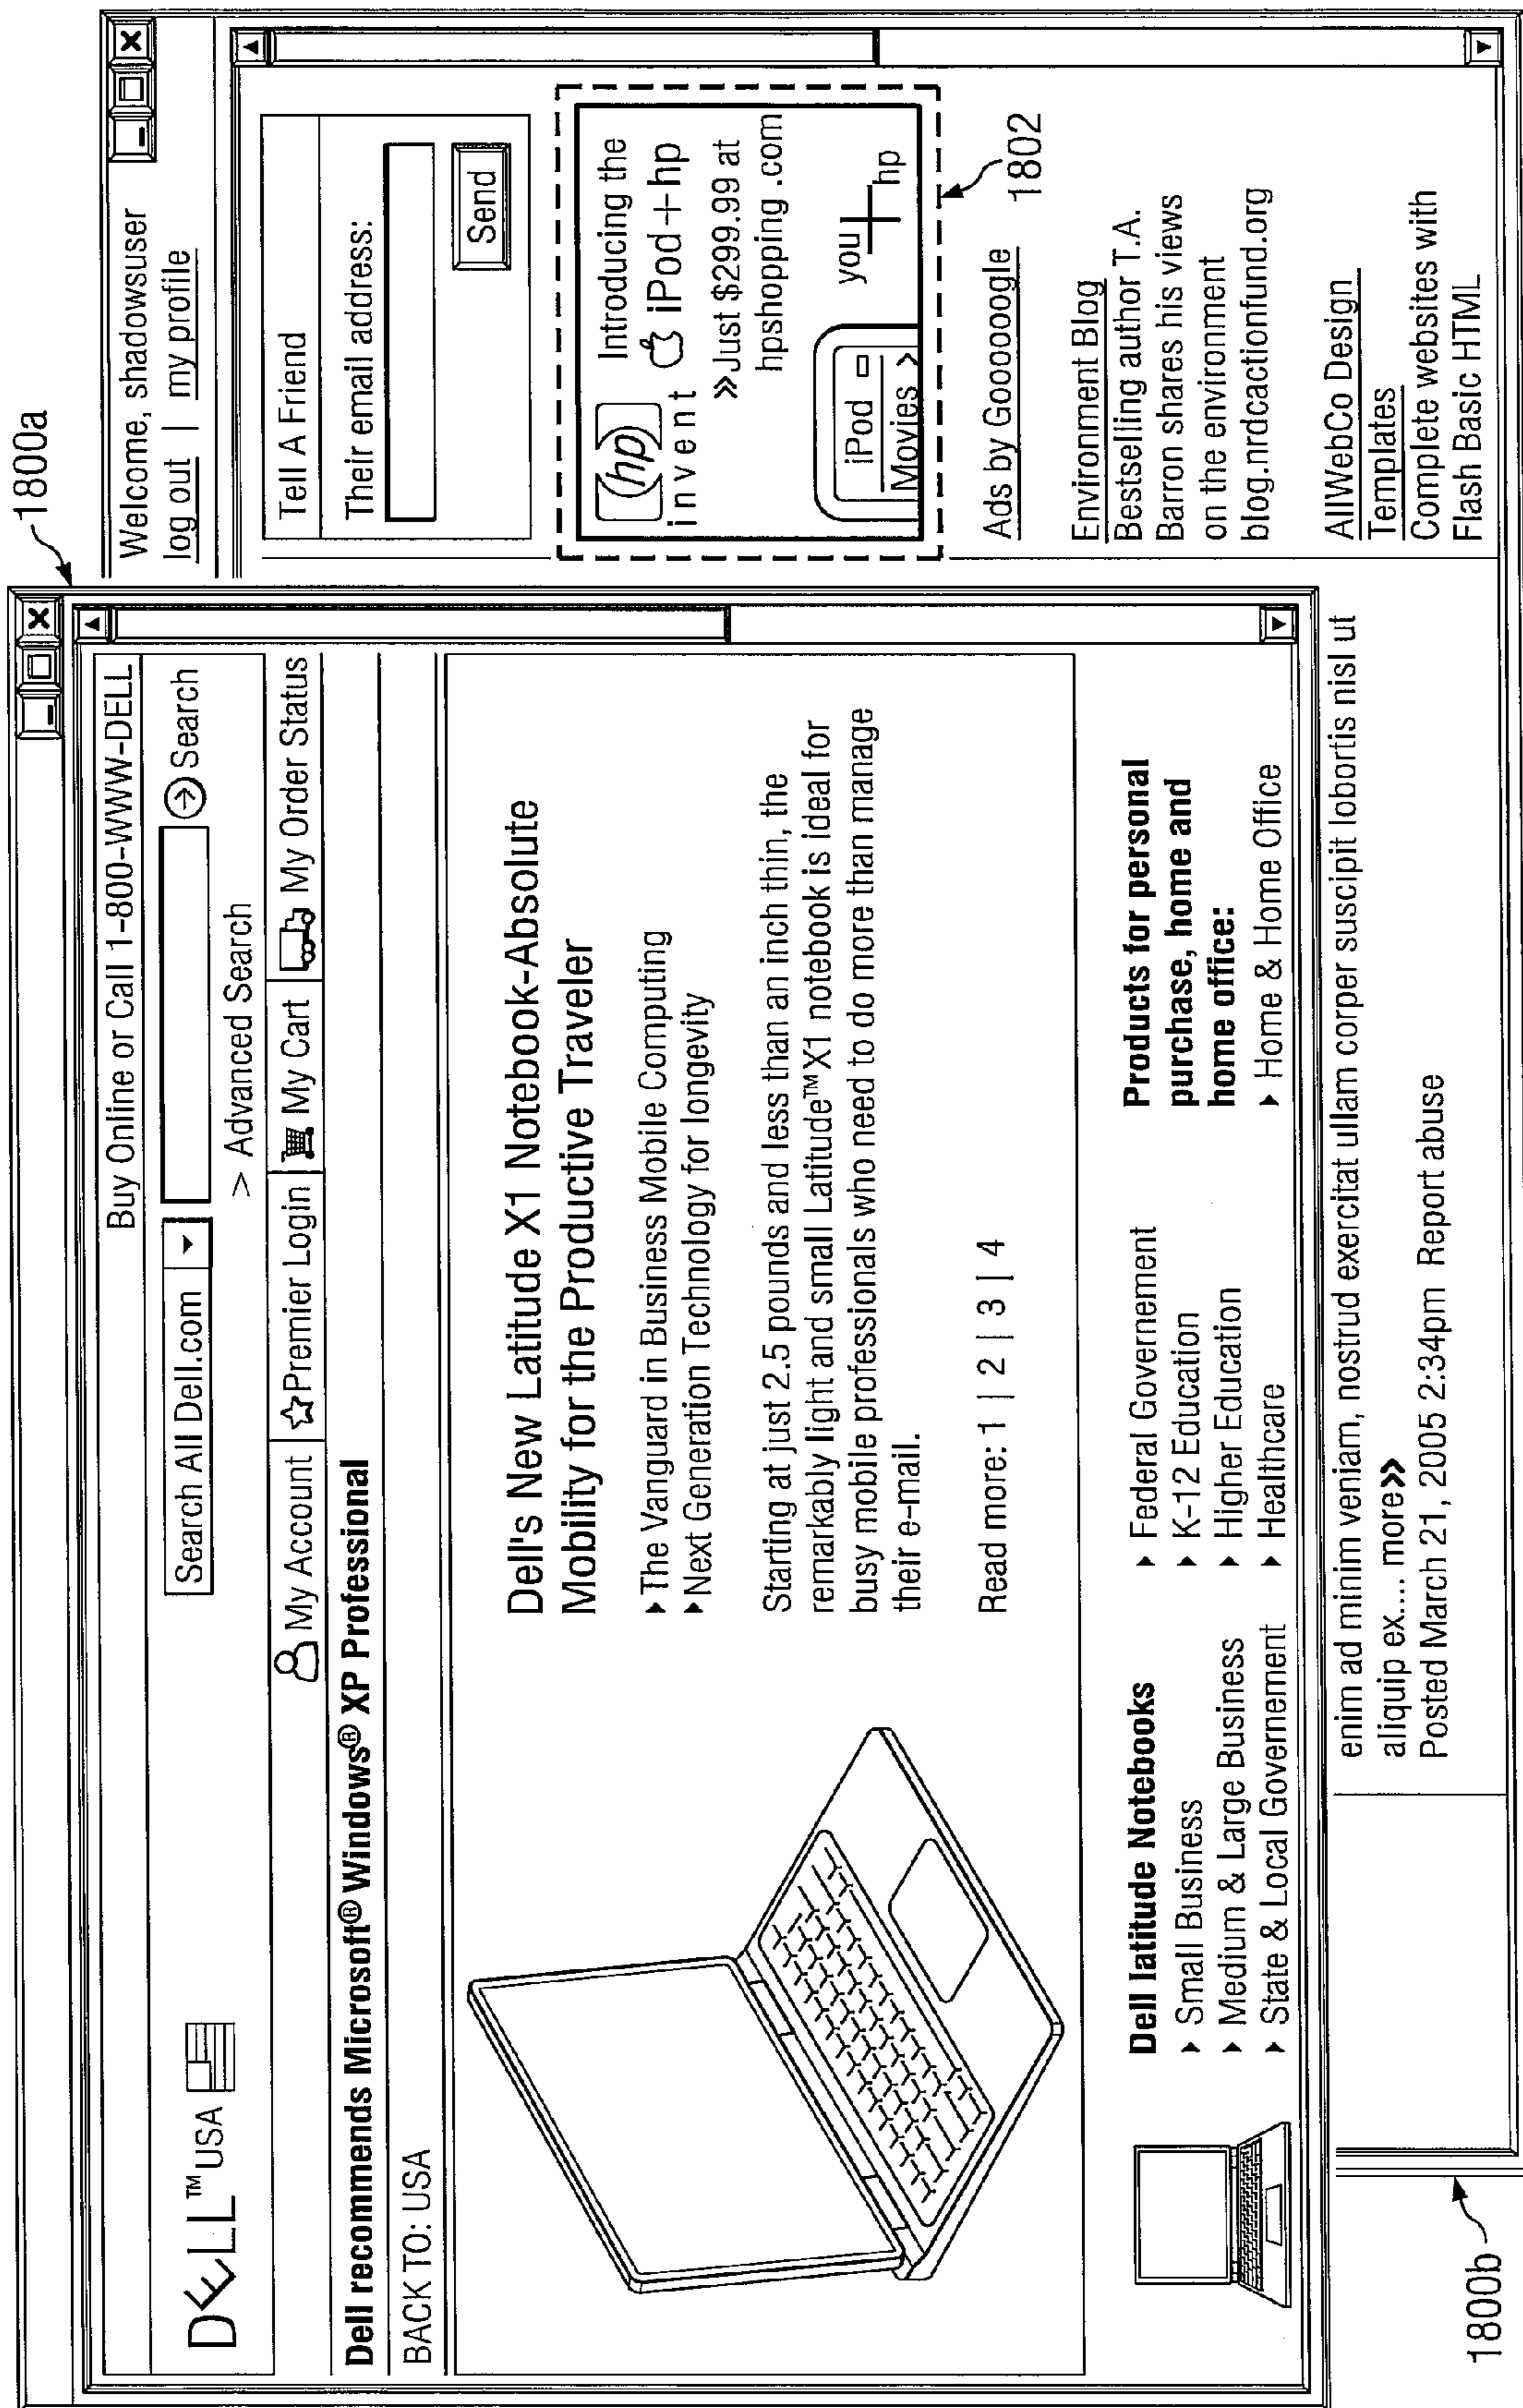 1800a
Buy Online or Call 1-800-WWW-DELL
DELL™ USA
Search All Dell.com
Search
> Advanced Search
My Account | Premier Login | My Cart | My Order Status
Dell recommends Microsoft® Windows® XP Professional
BACK TO: USA
Dell's New Latitude X1 Notebook-Absolute
Mobility for the Productive Traveler
The Vanguard in Business Mobile Computing
Next Generation Technology for longevity
Starting at just 2.5 pounds and less than an inch thin, the
remarkably light and small Latitude™ X1 notebook is ideal for
busy mobile professionals who need to do more than manage
their e-mail.
Read more: 1 | 2 | 3 | 4
Dell latitude Notebooks
Small Business
Medium & Large Business
State & Local Governement
Federal Governement
K-12 Education
Higher Education
Healthcare
Products for personal
purchase, home and
home office:
Home & Home Office
Welcome, shadowsuser
log out | my profile
Tell A Friend
Their email address:
Send
hp
invent
Introducing the
iPod+hp
»Just $299.99 at
hpshopping .com
iPod
Movies >
you
hp
1802
Ads by Goooooogle
Environment Blog
Bestselling author T.A.
Barron shares his views
on the environment
blog.nrdcactionfund.org
AllWebCo Design
Templates
Complete websites with
Flash Basic HTML
enim ad minim veniam, nostrud exercitat ullam corper suscipit lobortis nisl ut
aliquip ex.... more»
Posted March 21, 2005 2:34pm Report abuse
1800b